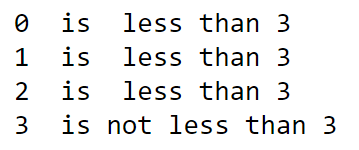 0  is  less than 3
1  is  less than 3
2  is  less than 3
3  is not less than 3